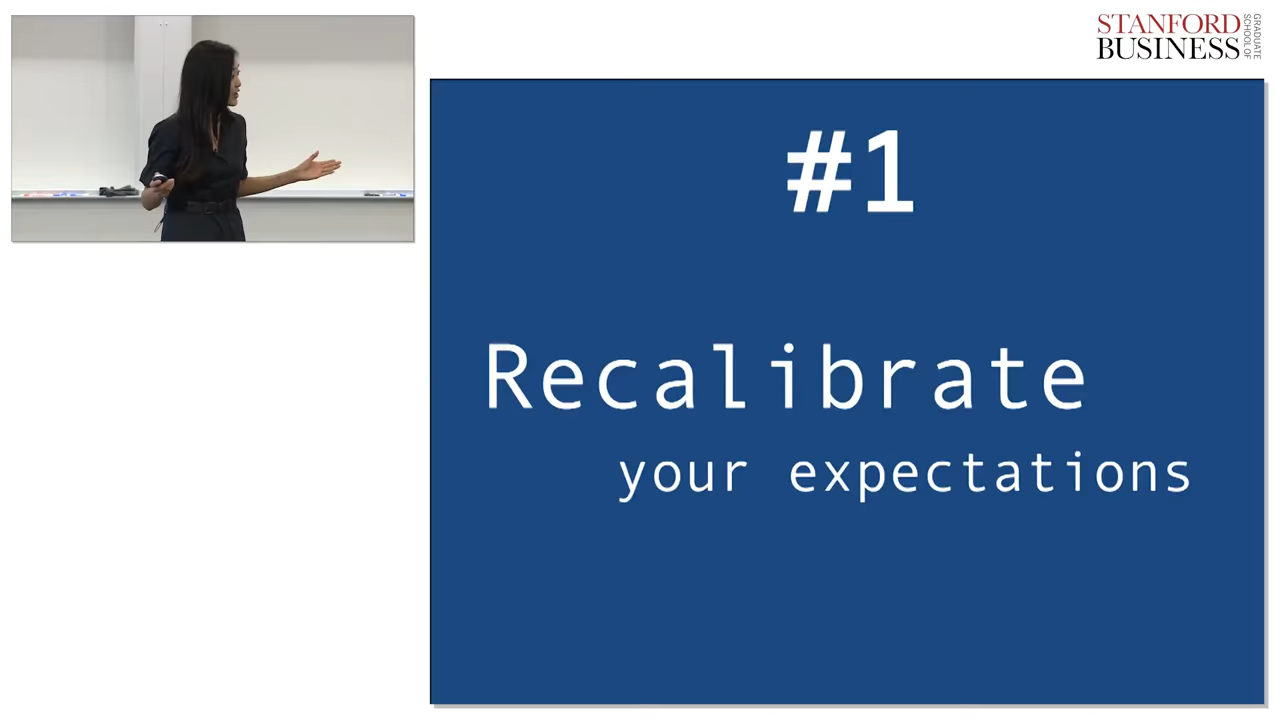 STANFORD
BUSINESS
GRADUATE
SCHOOL OF
#1
Recalibrate
your expectations